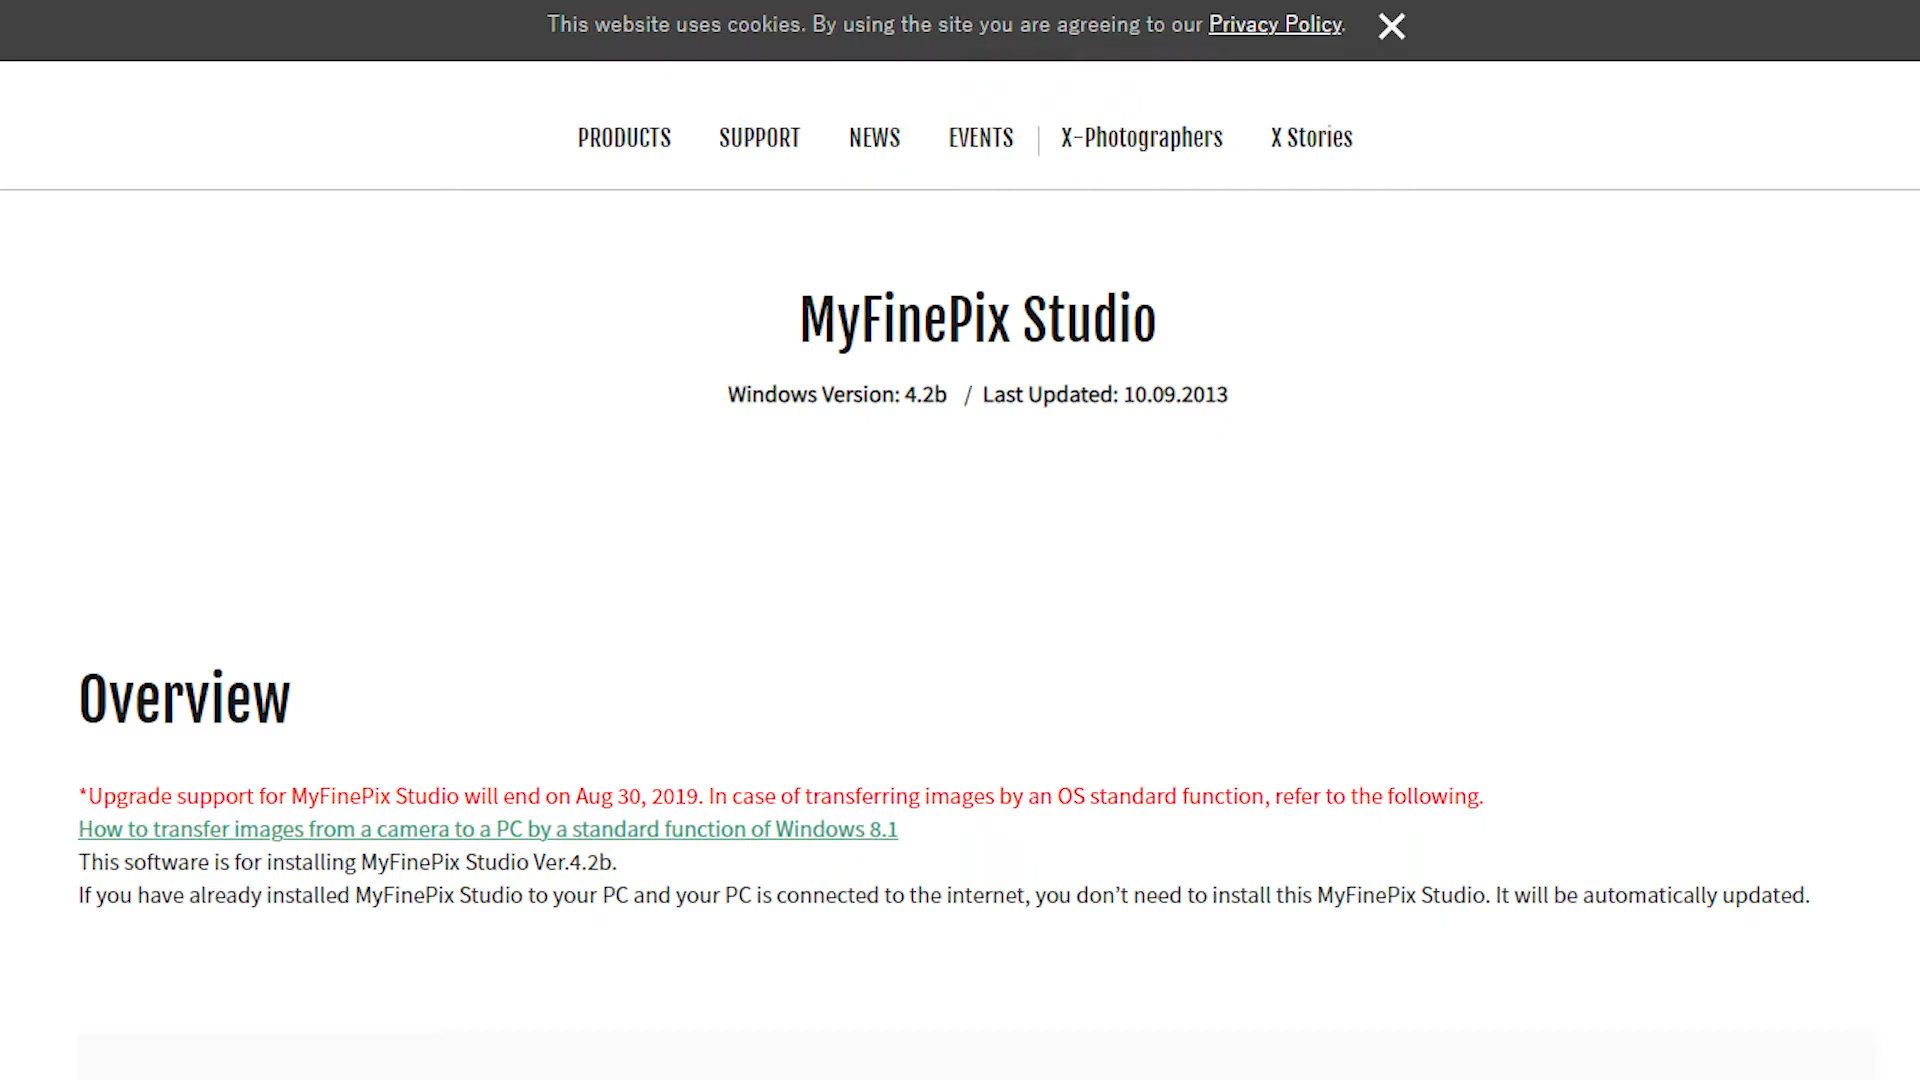 This website uses cookies. By using the site you are agreeing to our Privacy Policy.
PRODUCTS SUPPORT NEWS EVENTS X-Photographers X Stories
MyFinePix Studio
Windows Version: 4.2b / Last Updated: 10.09.2013
Overview
*Upgrade support for MyFinePix Studio will end on Aug 30, 2019. In case of transferring images by an OS standard function, refer to the following.
How to transfer images from a camera to a PC by a standard function of Windows 8.1
This software is for installing MyFinePix Studio Ver.4.2b.
If you have already installed MyFinePix Studio to your PC and your PC is connected to the internet, you don’t need to install this MyFinePix Studio. It will be automatically updated.